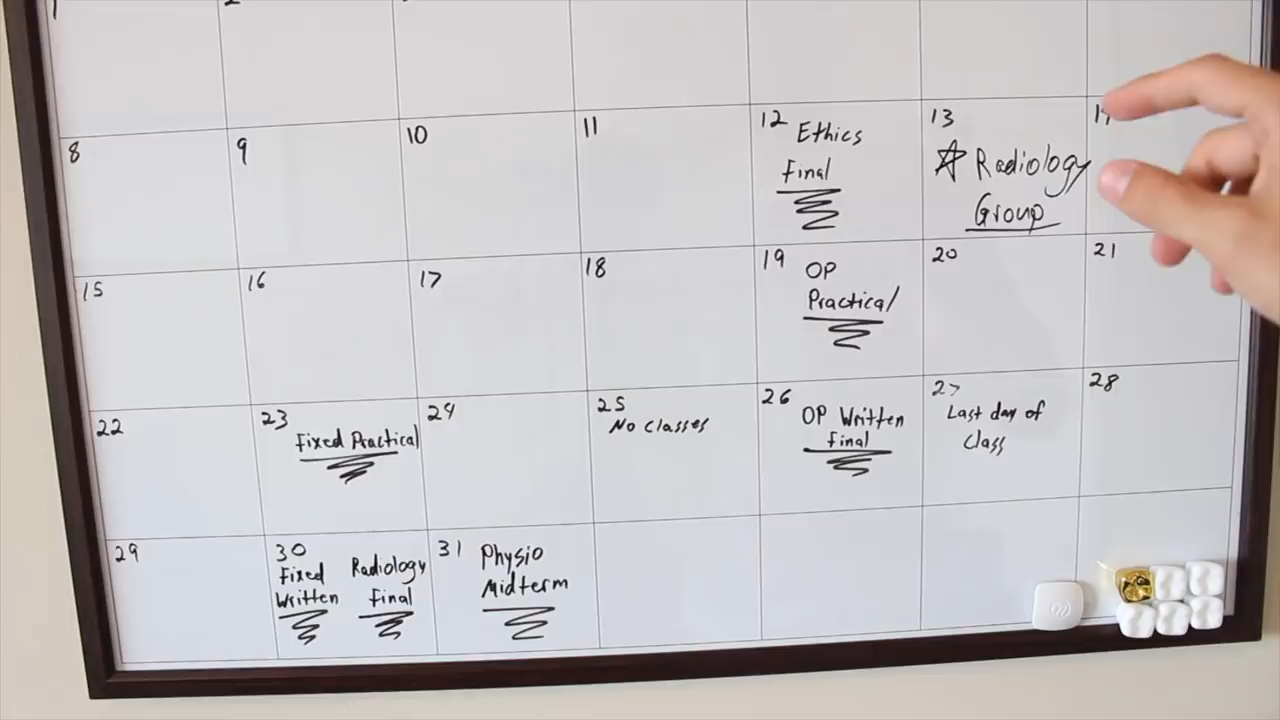 8
9
10
11
12 Ethics
Final
13
☆ Radiology
Group
15
16
17
18
19 OP
Practical
20
21
22
23
Fixed Practical
24
25
No Classes
26
OP Written
Final
27
Last day of
Class
28
29
30
Fixed
Written
Radiology
Final
31
Physio
Midterm